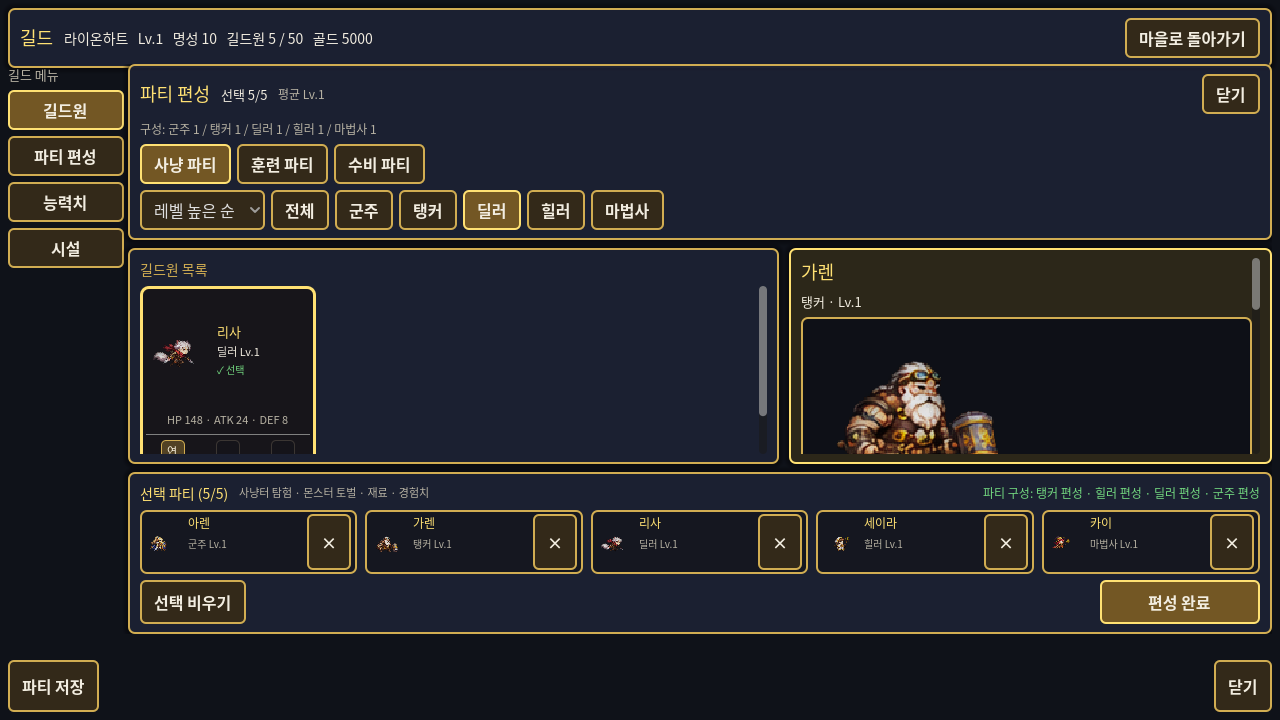 길드 라이온하트 Lv.1 명성 10 길드원 5 / 50 골드 5000
마을로 돌아가기
길드 메뉴
길드원
파티 편성
능력치
시설
파티 편성 선택 5/5 평균 Lv.1
닫기
구성: 군주 1 / 탱커 1 / 딜러 1 / 힐러 1 / 마법사 1
사냥 파티 훈련 파티 수비 파티
레벨 높은 순 전체 군주 탱커 딜러 힐러 마법사
길드원 목록
리사
딜러 Lv.1
✓ 선택
HP 148 · ATK 24 · DEF 8
가렌
탱커 · Lv.1
선택 파티 (5/5) 사냥터 탐험 · 몬스터 토벌 · 재료 · 경험치
파티 구성: 탱커 편성 · 힐러 편성 · 딜러 편성 · 군주 편성
아렌
군주 Lv.1
×
가렌
탱커 Lv.1
×
리사
딜러 Lv.1
×
세이라
힐러 Lv.1
×
카이
마법사 Lv.1
×
선택 비우기
편성 완료
파티 저장
닫기